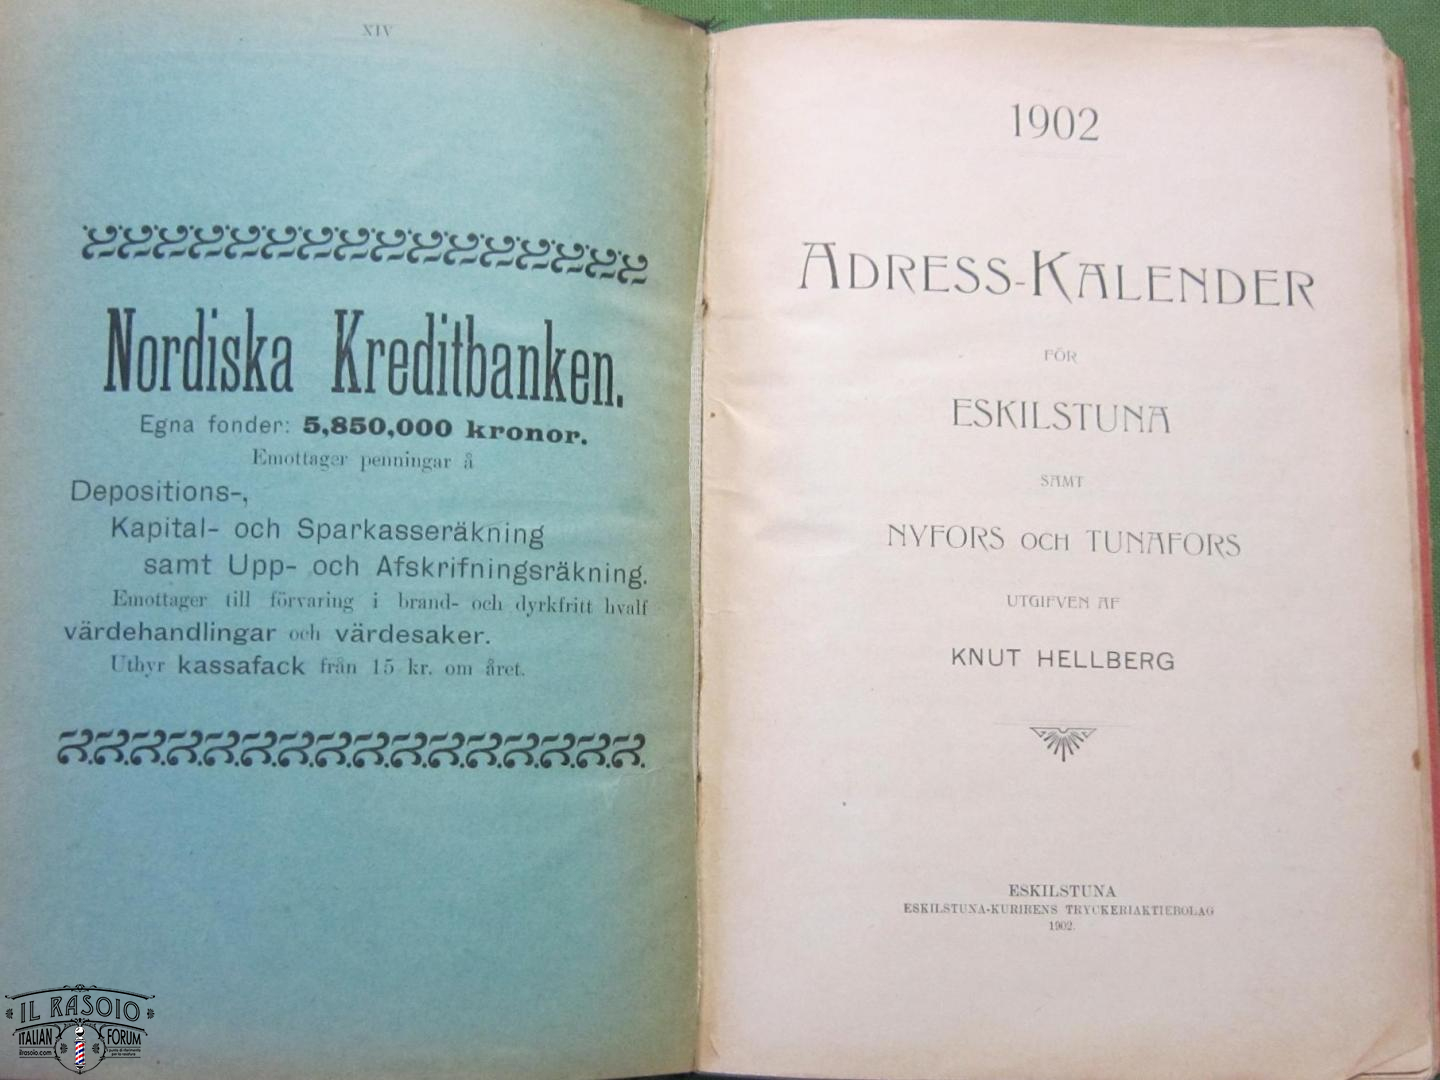 XIV
Nordiska Kreditbanken.
Egna fonder: 5,850,000 kronor.
Emottager penningar å
Depositions-,
Kapital- och Sparkasseräkning
samt Upp- och Afskrifningsräkning.
Emottager till förvaring i brand- och dyrkfritt hvalf
värdehandlingar och värdesaker.
Uthyr kassafack från 15 kr. om året.
1902
ADRESS-KALENDER
FÖR
ESKILSTUNA
SAMT
NYFORS OCH TUNAFORS
UTGIFVEN AF
KNUT HELLBERG
ESKILSTUNA
ESKILSTUNA-KURIRENS TRYCKERIAKTIEBOLAG
1902.
IL RASOIO
ITALIAN FORUM
ilrasoio.com